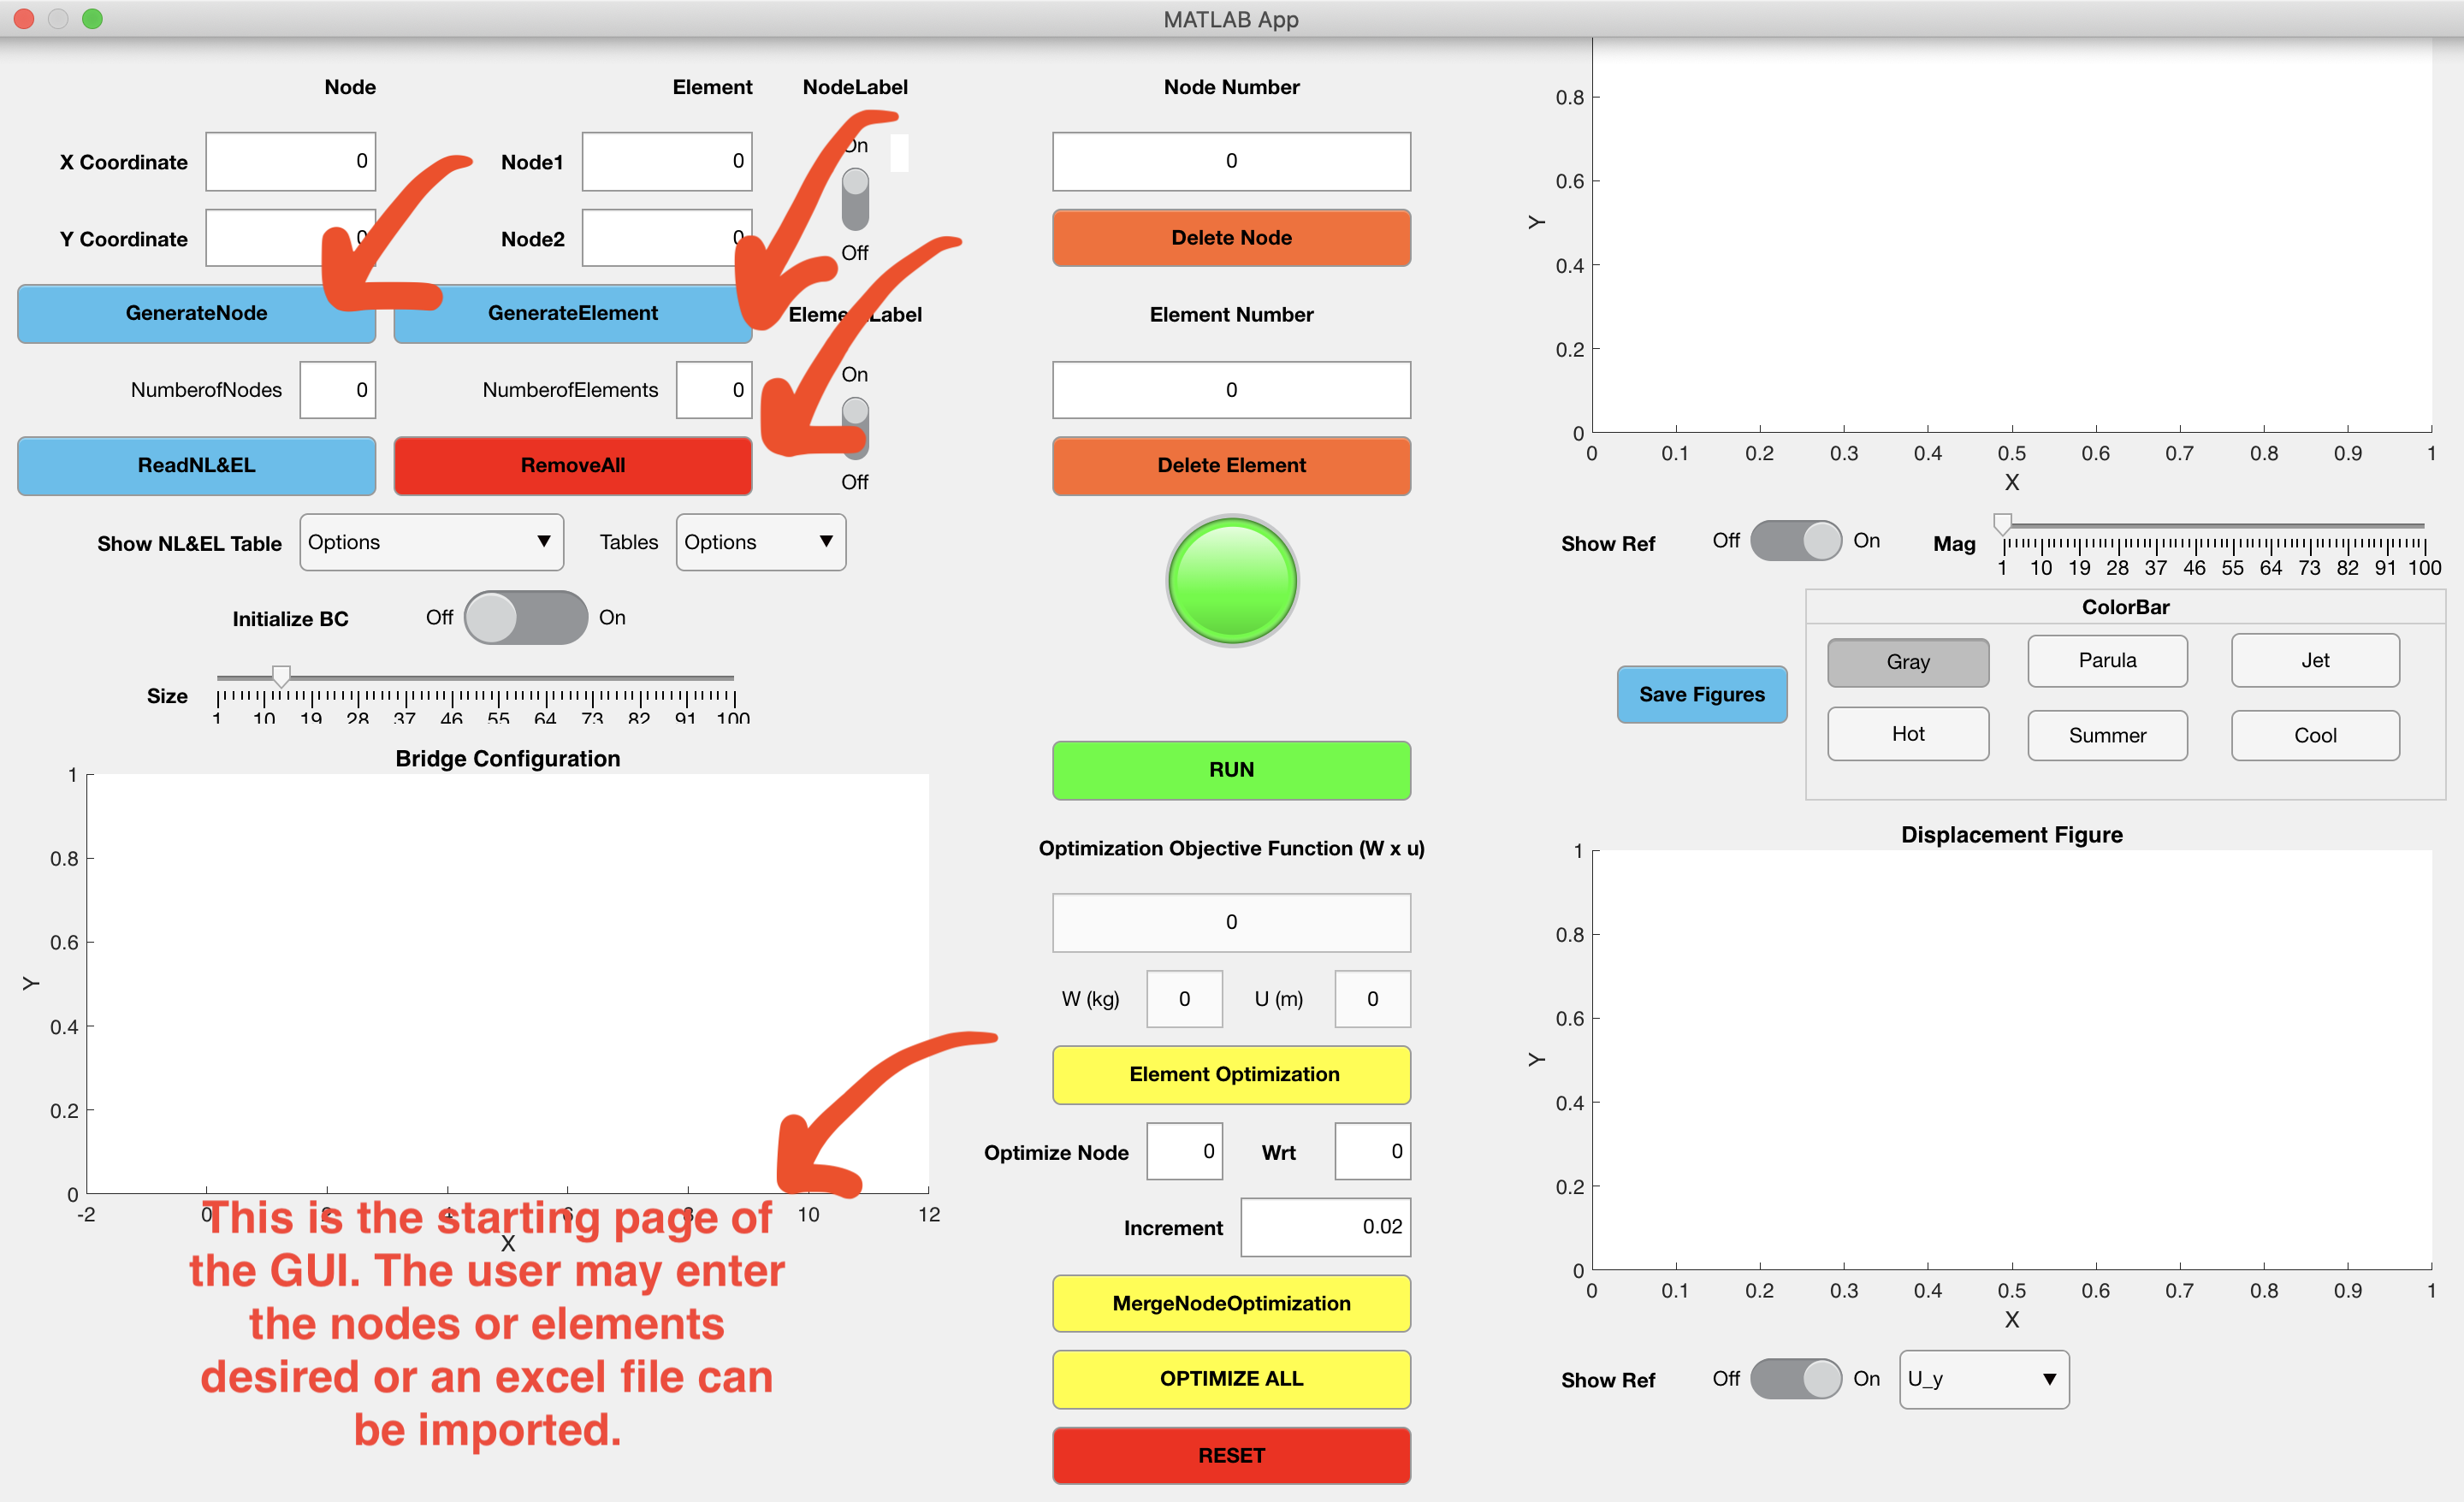 MATLAB App
Node
Element
NodeLabel
X Coordinate
0
Node1
0
On
Y Coordinate
0
Node2
0
Off
GenerateNode
GenerateElement
ElementLabel
NumberofNodes
0
NumberofElements
0
On
ReadNL&EL
RemoveAll
Off
Show NL&EL Table
Options
Tables
Options
Initialize BC
Off
On
Size
1 10 19 28 37 46 55 64 73 82 91 100
Bridge Configuration
1
0.8
0.6
Y
0.4
0.2
0
-2 0 2 4 6 8 10 12
X
This is the starting page of
the GUI. The user may enter
the nodes or elements
desired or an excel file can
be imported.
Node Number
0
Delete Node
Element Number
0
Delete Element
RUN
Optimization Objective Function (W x u)
0
W (kg)
0
U (m)
0
Element Optimization
Optimize Node
0
Wrt
0
Increment
0.02
MergeNodeOptimization
OPTIMIZE ALL
RESET
0.8
0.6
Y
0.4
0.2
0
0 0.1 0.2 0.3 0.4 0.5 0.6 0.7 0.8 0.9 1
X
Show Ref
Off
On
Mag
1 10 19 28 37 46 55 64 73 82 91 100
ColorBar
Gray
Parula
Jet
Save Figures
Hot
Summer
Cool
Displacement Figure
1
0.8
0.6
Y
0.4
0.2
0
0 0.1 0.2 0.3 0.4 0.5 0.6 0.7 0.8 0.9 1
X
Show Ref
Off
On
U_y